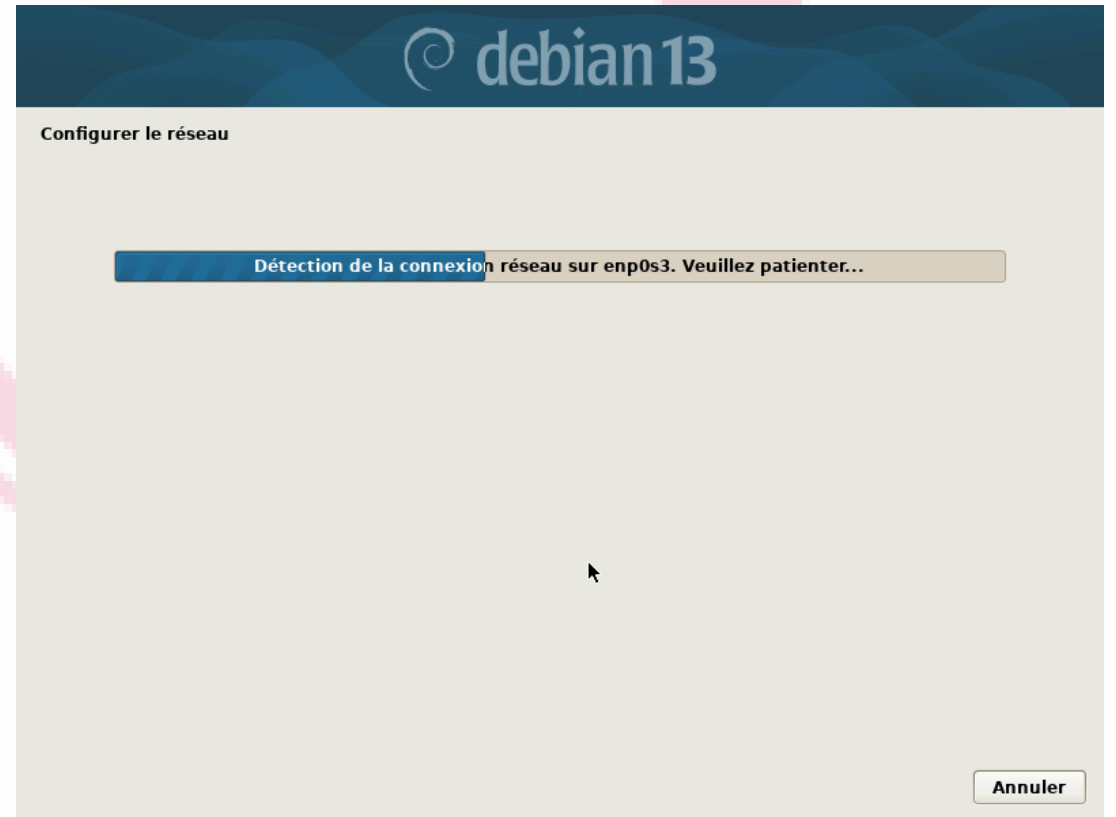 debian 13
Configurer le réseau
Détection de la connexion réseau sur enp0s3. Veuillez patienter...
Annuler